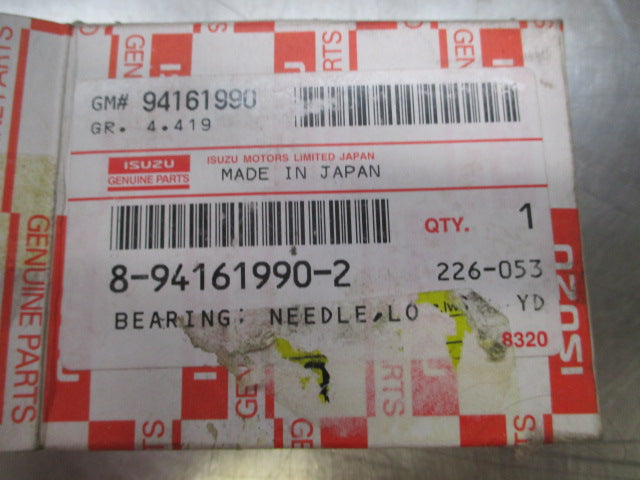 GM# 94161990
GR. 4.419
ISUZU
GENUINE PARTS
ISUZU MOTORS LIMITED JAPAN
MADE IN JAPAN
QTY. 1
8-94161990-2 226-053
BEARING; NEEDLE,LO YD
8320
GENUINE PARTS
ISUZU
PARTS